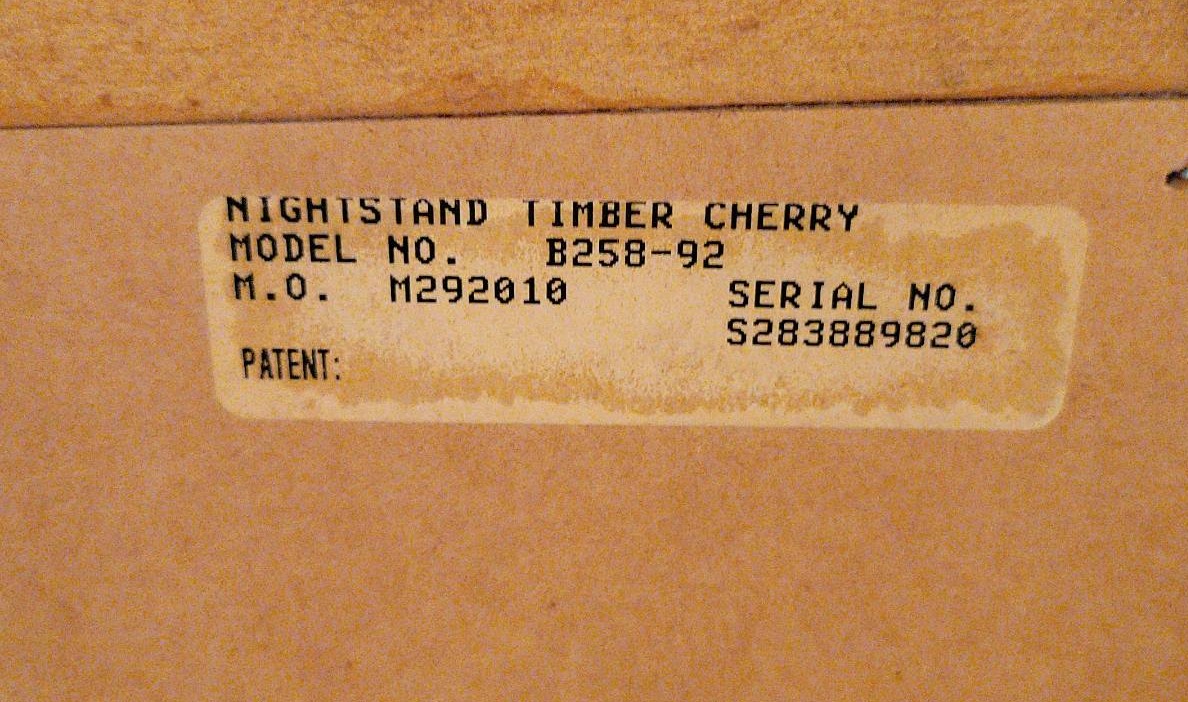 NIGHTSTAND TIMBER CHERRY
MODEL NO. B258-92
M.O. M292010
SERIAL NO.
S283889820
PATENT: